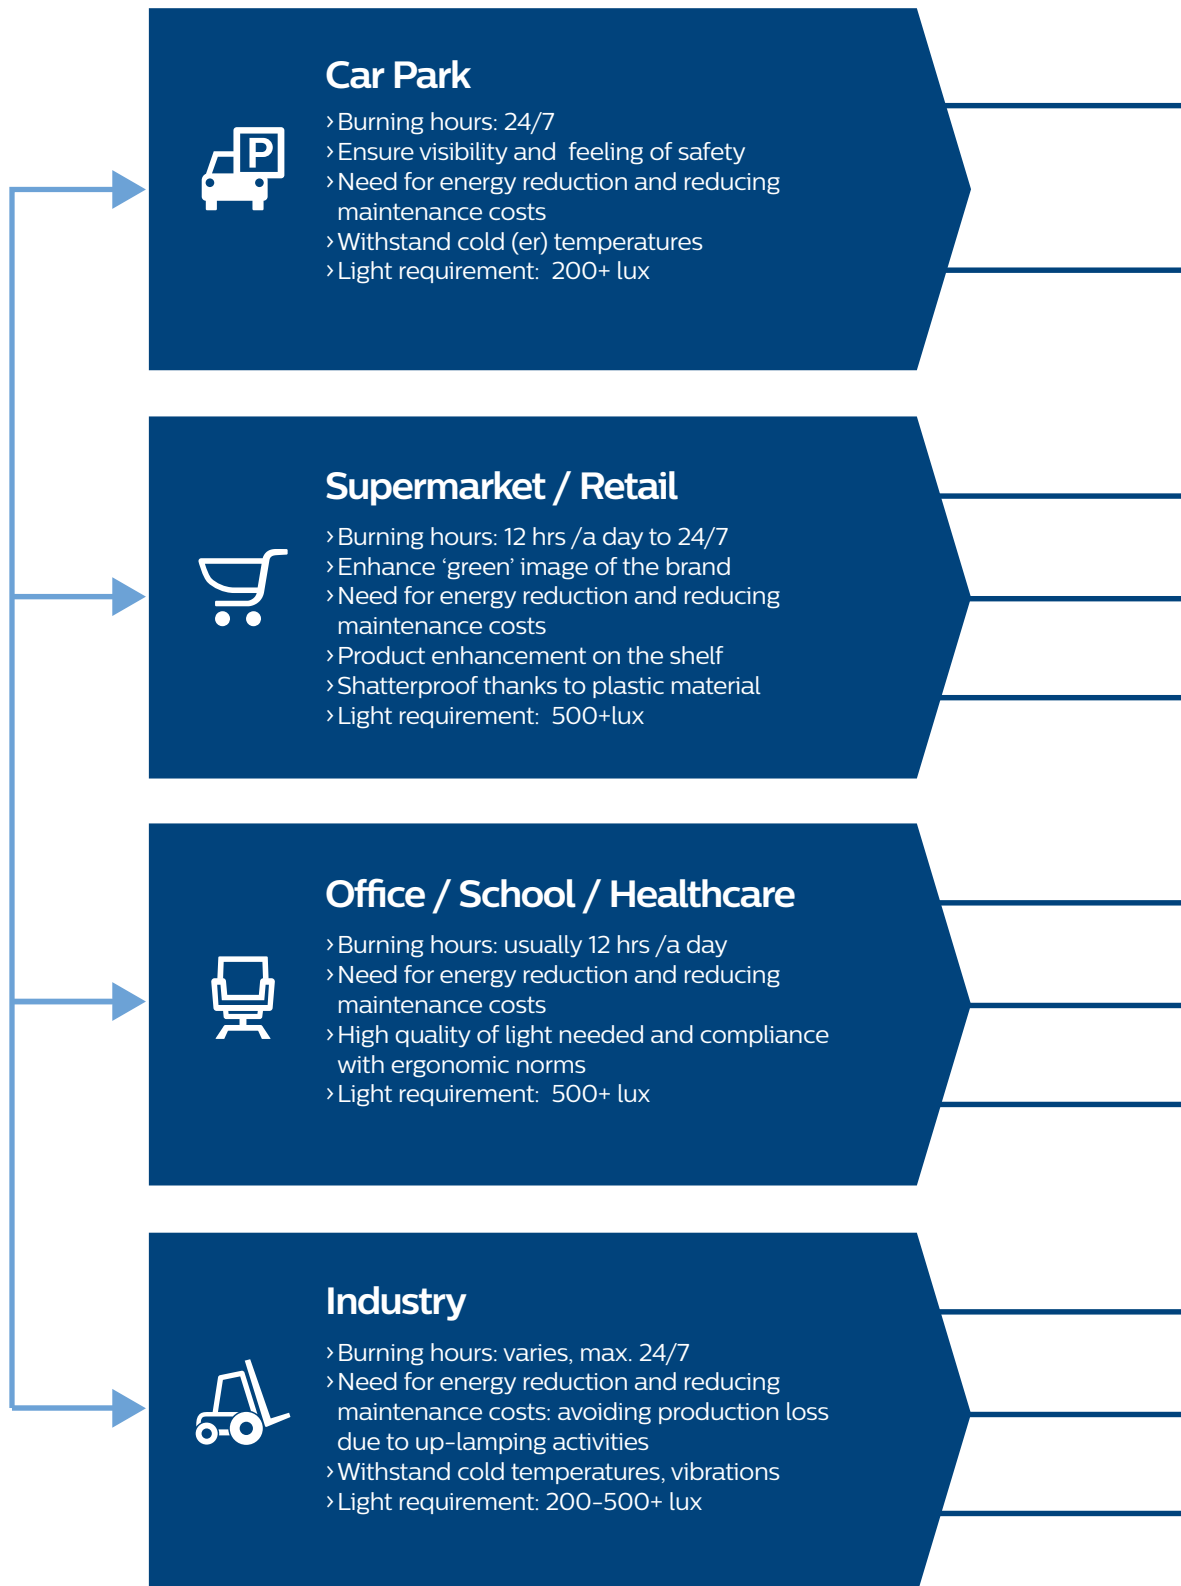 Car Park
› Burning hours: 24/7
› Ensure visibility and feeling of safety
› Need for energy reduction and reducing
maintenance costs
› Withstand cold (er) temperatures
› Light requirement: 200+ lux
P
Supermarket / Retail
› Burning hours: 12 hrs /a day to 24/7
› Enhance ‘green’ image of the brand
› Need for energy reduction and reducing
maintenance costs
› Product enhancement on the shelf
› Shatterproof thanks to plastic material
› Light requirement: 500+lux
Office / School / Healthcare
› Burning hours: usually 12 hrs /a day
› Need for energy reduction and reducing
maintenance costs
› High quality of light needed and compliance
with ergonomic norms
› Light requirement: 500+ lux
Industry
› Burning hours: varies, max. 24/7
› Need for energy reduction and reducing
maintenance costs: avoiding production loss
due to up-lamping activities
› Withstand cold temperatures, vibrations
› Light requirement: 200-500+ lux